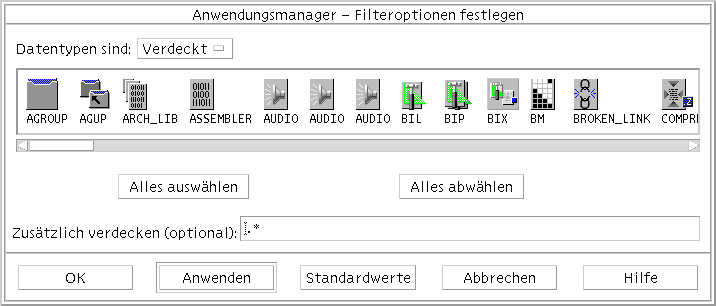 Anwendungsmanager – Filteroptionen festlegen
Datentypen sind: Verdeckt
AGROUP AGUP ARCH_LIB ASSEMBLER AUDIO AUDIO AUDIO BIL BIP BIX BM BROKEN_LINK COMPRE
Alles auswählen Alles abwählen
Zusätzlich verdecken (optional): .*
OK Anwenden Standardwerte Abbrechen Hilfe